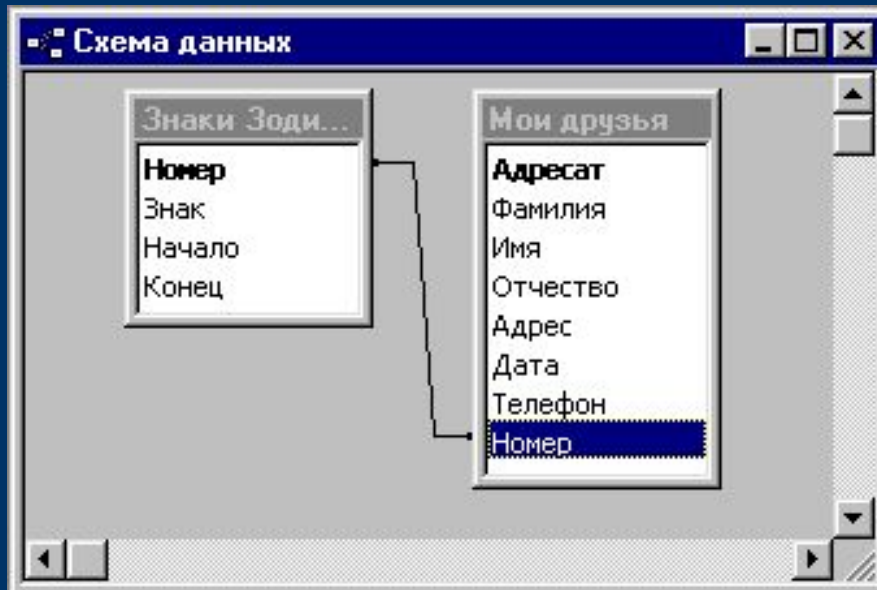 Схема данных
Знаки Зоди...
Номер
Знак
Начало
Конец
Мои друзья
Адресат
Фамилия
Имя
Отчество
Адрес
Дата
Телефон
Номер